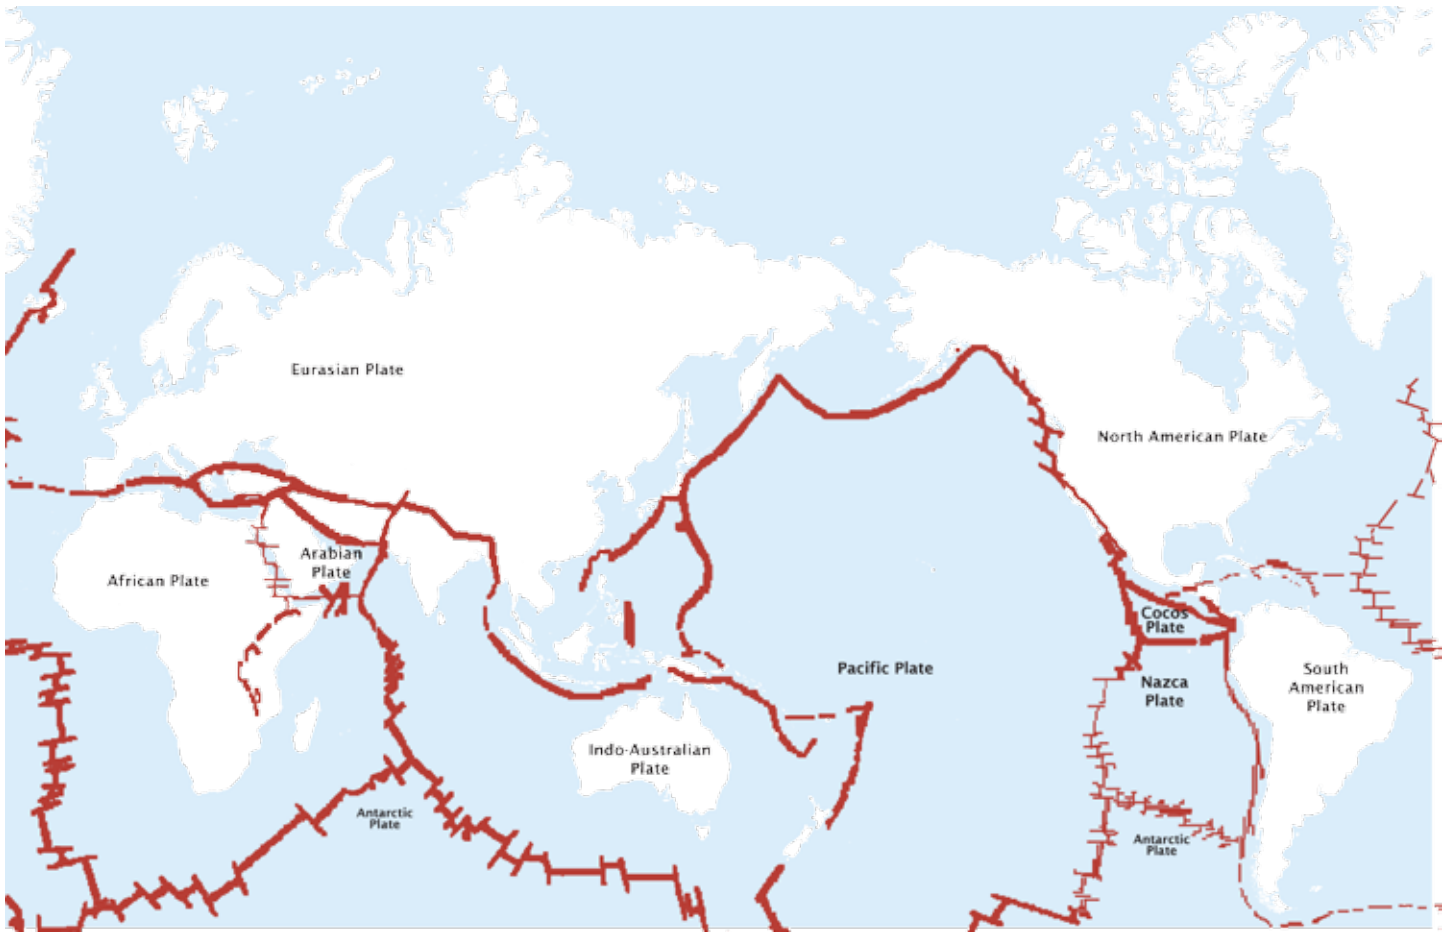 Eurasian Plate
North American Plate
African Plate
Arabian
Plate
Cocos
Plate
Pacific Plate
Nazca
Plate
South
American
Plate
Indo-Australian
Plate
Antarctic
Plate
Antarctic
Plate